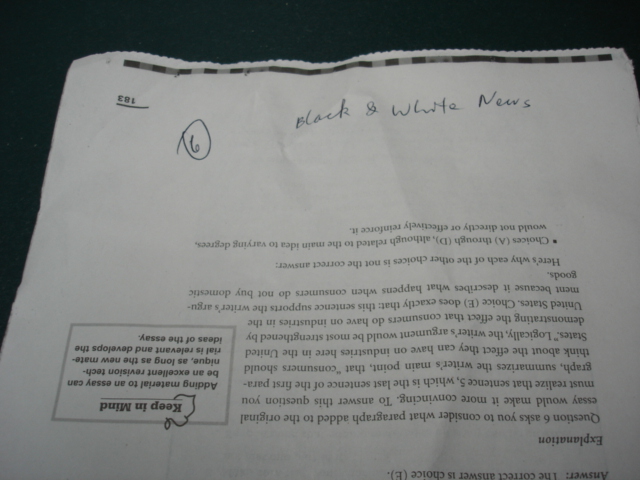 Black & White News
16
Answer: The correct answer is choice (E).
Explanation
Question 6 asks you to consider what paragraph added to the original
essay would make it more convincing. To answer this question you
must realize that sentence 5, which is the last sentence of the first para-
graph, summarizes the writer's main point, that "consumers should
think about the effect they can have on industries here in the United
States." Logically, the writer's argument would be most strengthened by
demonstrating the effect that consumers do have on industries in the
United States. Choice (E) does exactly that: this sentence supports the writer's argu-
ment because it describes what happens when consumers do not buy domestic
goods.
Here's why each of the other choices is not the correct answer:
• Choices (A) through (D), although related to the main idea to varying degrees,
would not directly or effectively reinforce it.
Keep in Mind
Adding material to an essay can
be an excellent revision tech-
nique, as long as the new mate-
rial is relevant and develops the
ideas of the essay.
183